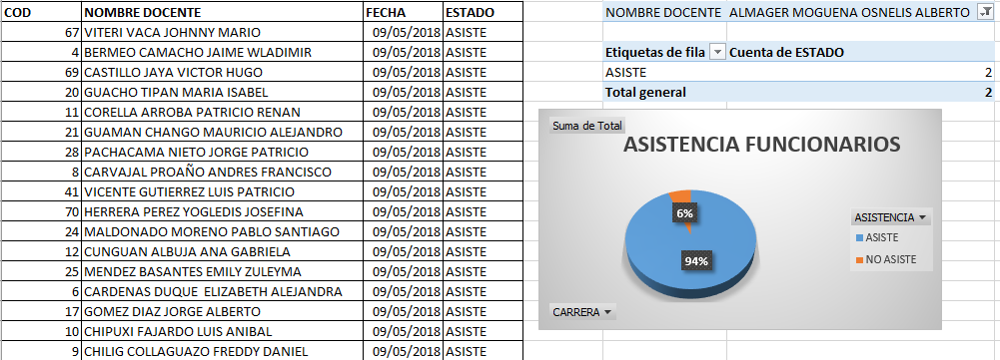 COD NOMBRE DOCENTE FECHA ESTADO
67 VITERI VACA JOHNNY MARIO 09/05/2018 ASISTE
4 BERMEO CAMACHO JAIME WLADIMIR 09/05/2018 ASISTE
69 CASTILLO JAYA VICTOR HUGO 09/05/2018 ASISTE
20 GUACHO TIPAN MARIA ISABEL 09/05/2018 ASISTE
11 CORELLA ARROBA PATRICIO RENAN 09/05/2018 ASISTE
21 GUAMAN CHANGO MAURICIO ALEJANDRO 09/05/2018 ASISTE
28 PACHACAMA NIETO JORGE PATRICIO 09/05/2018 ASISTE
8 CARVAJAL PROAÑO ANDRES FRANCISCO 09/05/2018 ASISTE
41 VICENTE GUTIERREZ LUIS PATRICIO 09/05/2018 ASISTE
70 HERRERA PEREZ YOGLEDIS JOSEFINA 09/05/2018 ASISTE
24 MALDONADO MORENO PABLO SANTIAGO 09/05/2018 ASISTE
12 CUNGUAN ALBUJA ANA GABRIELA 09/05/2018 ASISTE
25 MENDEZ BASANTES EMILY ZULEYMA 09/05/2018 ASISTE
6 CARDENAS DUQUE  ELIZABETH ALEJANDRA 09/05/2018 ASISTE
17 GOMEZ DIAZ JORGE ALBERTO 09/05/2018 ASISTE
10 CHIPUXI FAJARDO LUIS ANIBAL 09/05/2018 ASISTE
9 CHILIG COLLAGUAZO FREDDY DANIEL 09/05/2018 ASISTE
NOMBRE DOCENTE ALMAGER MOGUENA OSNELIS ALBERTO
Etiquetas de fila Cuenta de ESTADO
ASISTE 2
Total general 2
Suma de Total
ASISTENCIA FUNCIONARIOS
6%
94%
ASISTENCIA
ASISTE
NO ASISTE
CARRERA